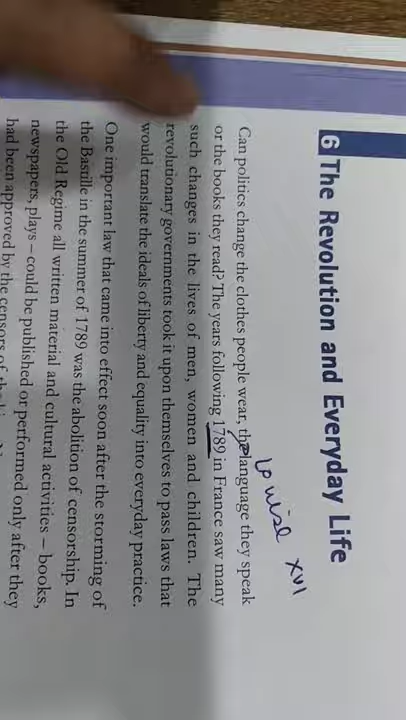 6 The Revolution and Everyday Life
Lo uise XVI
Can politics change the clothes people wear, the language they speak
or the books they read? The years following 1789 in France saw many
such changes in the lives of men, women and children. The
revolutionary governments took it upon themselves to pass laws that
would translate the ideals of liberty and equality into everyday practice.
One important law that came into effect soon after the storming of
the Bastille in the summer of 1789 was the abolition of censorship. In
the Old Regime all written material and cultural activities – books,
newspapers, plays – could be published or performed only after they
had been approved by the censors of the